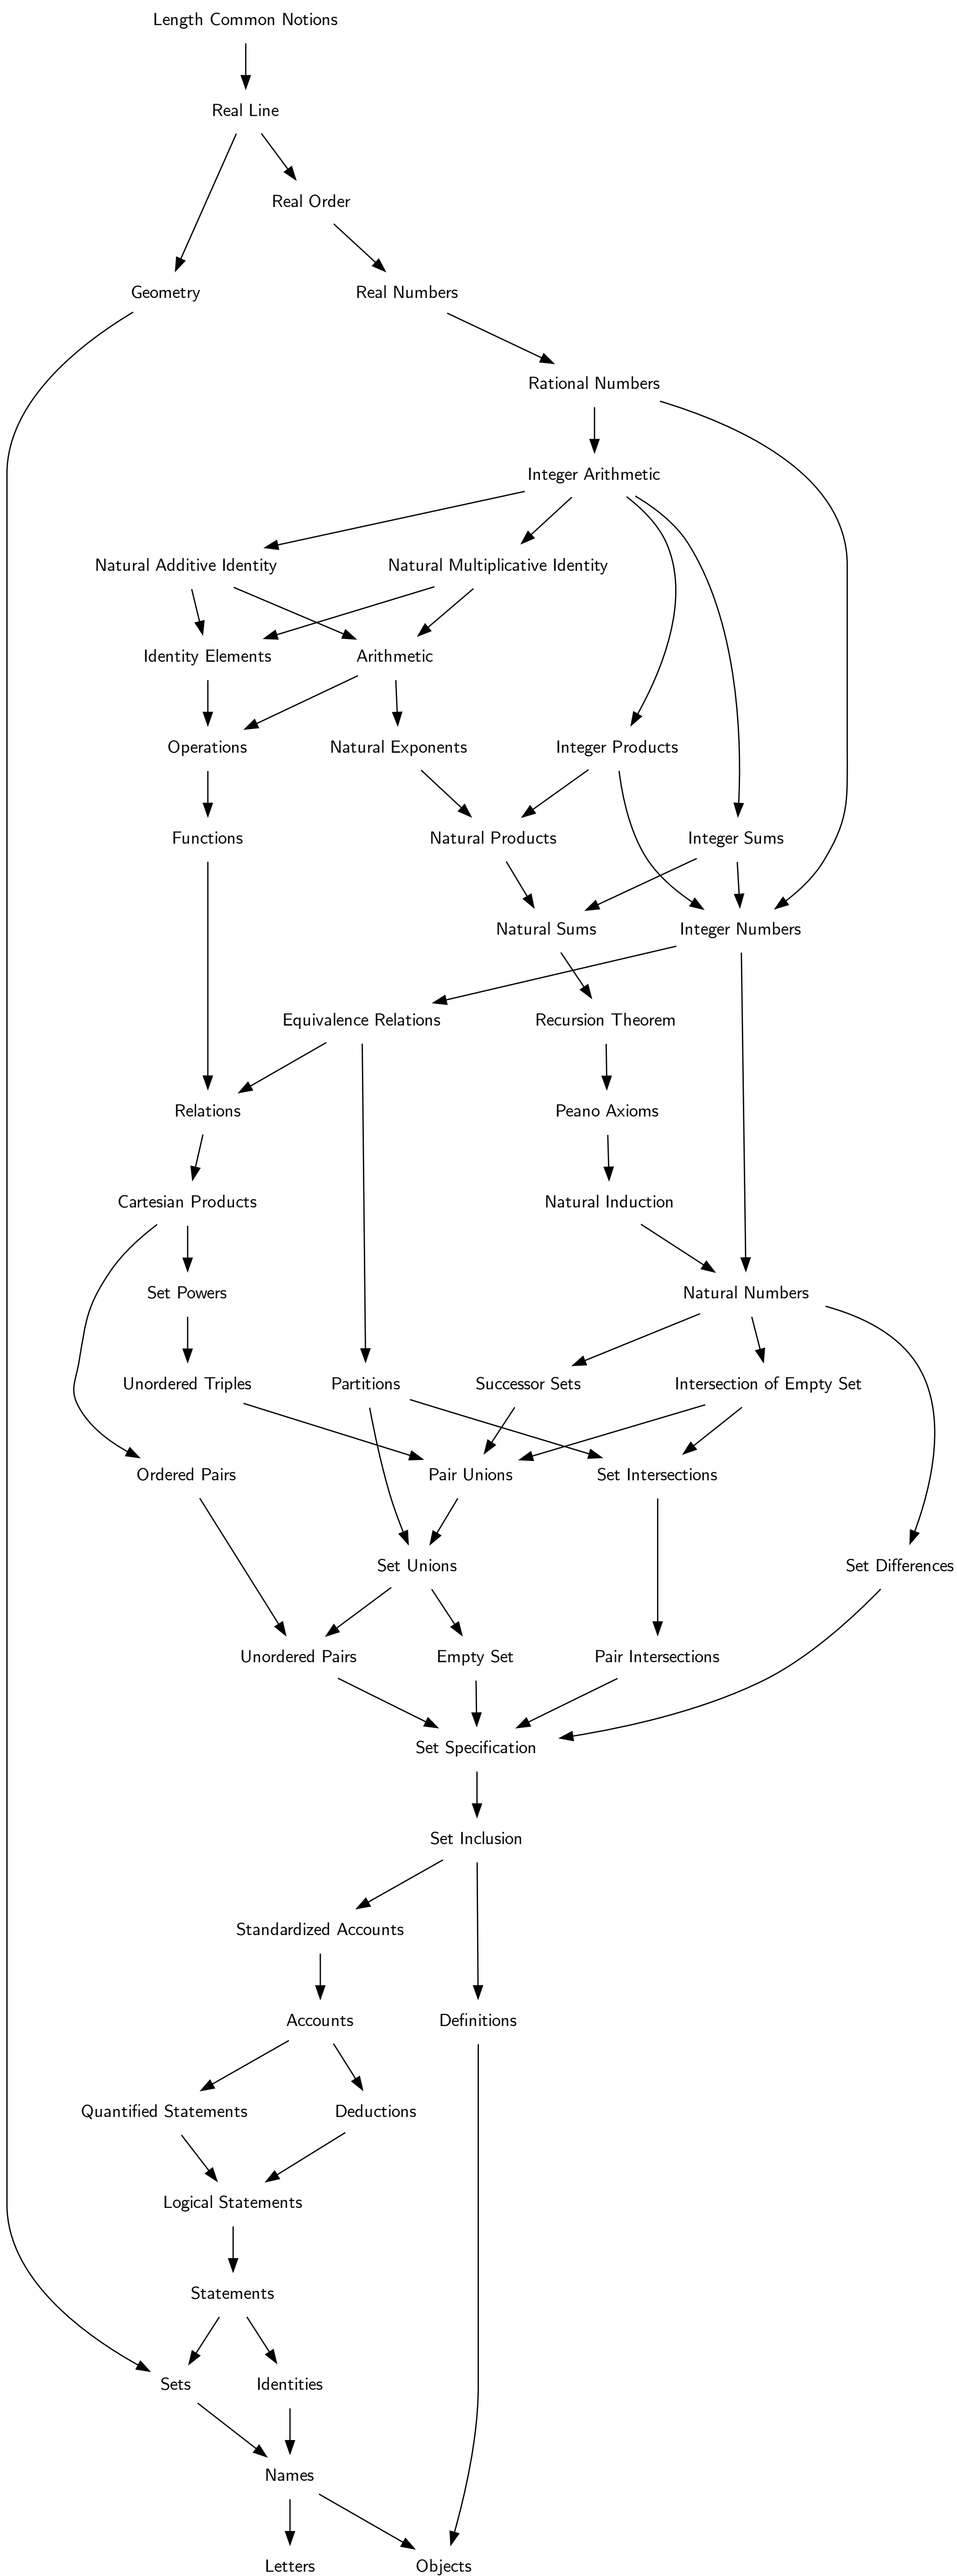 Length Common Notions
Real Line
Real Order
Geometry
Real Numbers
Rational Numbers
Integer Arithmetic
Natural Additive Identity
Natural Multiplicative Identity
Identity Elements
Arithmetic
Operations
Natural Exponents
Integer Products
Functions
Natural Products
Integer Sums
Natural Sums
Integer Numbers
Equivalence Relations
Recursion Theorem
Relations
Peano Axioms
Cartesian Products
Natural Induction
Set Powers
Natural Numbers
Unordered Triples
Partitions
Successor Sets
Intersection of Empty Set
Ordered Pairs
Pair Unions
Set Intersections
Set Unions
Set Differences
Unordered Pairs
Empty Set
Pair Intersections
Set Specification
Set Inclusion
Standardized Accounts
Accounts
Definitions
Quantified Statements
Deductions
Logical Statements
Statements
Sets
Identities
Names
Letters
Objects